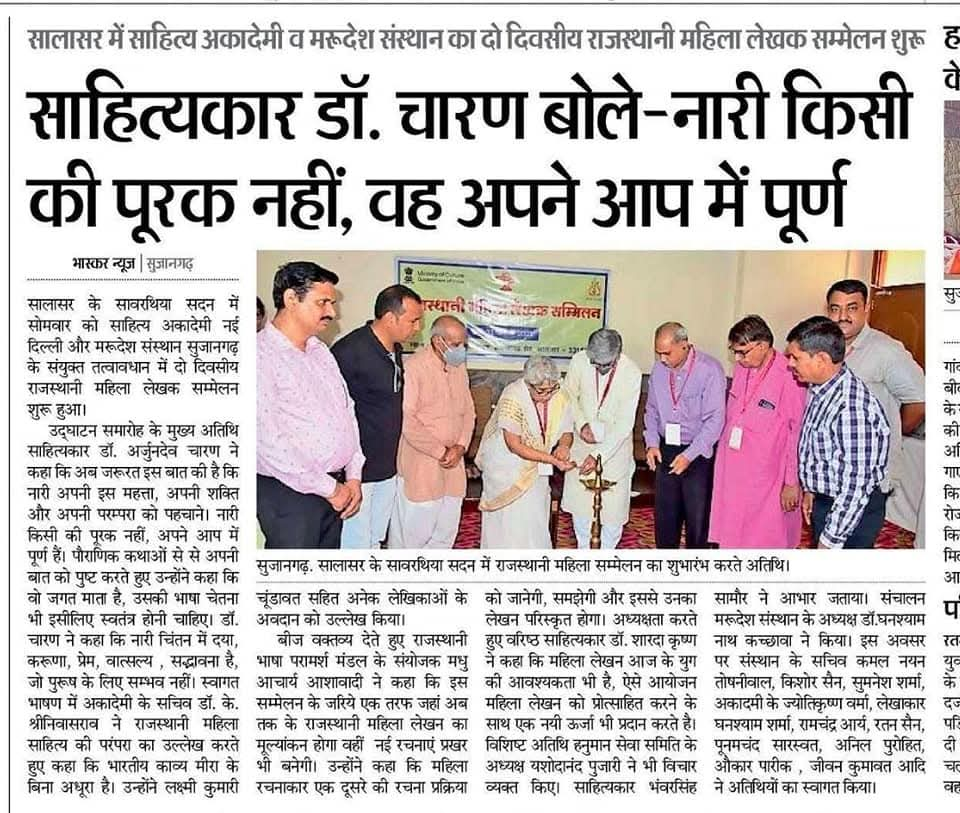 सालासर में साहित्य अकादेमी व मरूदेश संस्थान का दो दिवसीय राजस्थानी महिला लेखक सम्मेलन शुरू
साहित्यकार डॉ. चारण बोले-नारी किसी
की पूरक नहीं, वह अपने आप में पूर्ण
भास्कर न्यूज | सुजानगढ़
सालासर के सावरथिया सदन में
सोमवार को साहित्य अकादेमी नई
दिल्ली और मरूदेश संस्थान सुजानगढ़
के संयुक्त तत्वावधान में दो दिवसीय
राजस्थानी महिला लेखक सम्मेलन
शुरू हुआ।
उद्घाटन समारोह के मुख्य अतिथि
साहित्यकार डॉ. अर्जुनदेव चारण ने
कहा कि अब जरूरत इस बात की है कि
नारी अपनी इस महत्ता, अपनी शक्ति
और अपनी परम्परा को पहचाने। नारी
किसी की पूरक नहीं, अपने आप में
पूर्ण हैं। पौराणिक कथाओं से से अपनी
बात को पुष्ट करते हुए उन्होंने कहा कि
वो जगत माता है, उसकी भाषा चेतना
भी इसीलिए स्वतंत्र होनी चाहिए। डॉ.
चारण ने कहा कि नारी चिंतन में दया,
करूणा, प्रेम, वात्सल्य , सद्भावना है,
जो पुरूष के लिए सम्भव नहीं। स्वागत
भाषण में अकादेमी के सचिव डॉ. के.
श्रीनिवासराव ने राजस्थानी महिला
साहित्य की परंपरा का उल्लेख करते
हुए कहा कि भारतीय काव्य मीरा के
बिना अधूरा है। उन्होंने लक्ष्मी कुमारी
Ministry of Culture
Government of India
राजस्थानी महिला लेखक सम्मिलन
सुजानगढ़. सालासर के सावरथिया सदन में राजस्थानी महिला सम्मेलन का शुभारंभ करते अतिथि।
चूंडावत सहित अनेक लेखिकाओं के
अवदान को उल्लेख किया।
बीज वक्तव्य देते हुए राजस्थानी
भाषा परामर्श मंडल के संयोजक मधु
आचार्य आशावादी ने कहा कि इस
सम्मेलन के जरिये एक तरफ जहां अब
तक के राजस्थानी महिला लेखन का
मूल्यांकन होगा वहीं नई रचनाएं प्रखर
भी बनेगी। उन्होंने कहा कि महिला
रचनाकार एक दूसरे की रचना प्रक्रिया
को जानेगी, समझेगी और इससे उनका
लेखन परिस्कृत होगा। अध्यक्षता करते
हुए वरिष्ठ साहित्यकार डॉ. शारदा कृष्ण
ने कहा कि महिला लेखन आज के युग
की आवश्यकता भी है, ऐसे आयोजन
महिला लेखन को प्रोत्साहित करने के
साथ एक नयी ऊर्जा भी प्रदान करते है।
विशिष्ट अतिथि हनुमान सेवा समिति के
अध्यक्ष यशोदानंद पुजारी ने भी विचार
व्यक्त किए। साहित्यकार भंवरसिंह
सामौर ने आभार जताया। संचालन
मरूदेश संस्थान के अध्यक्ष डॉ.घनश्याम
नाथ कच्छावा ने किया। इस अवसर
पर संस्थान के सचिव कमल नयन
तोषनीवाल, किशोर सैन, सुमनेश शर्मा,
अकादमी के ज्योतिकृष्ण वर्मा, लेखाकार
घनश्याम शर्मा, रामचंद्र आर्य, रतन सैन,
पूनमचंद सारस्वत, अनिल पुरोहित,
औकार पारीक , जीवन कुमावत आदि
ने अतिथियों का स्वागत किया।